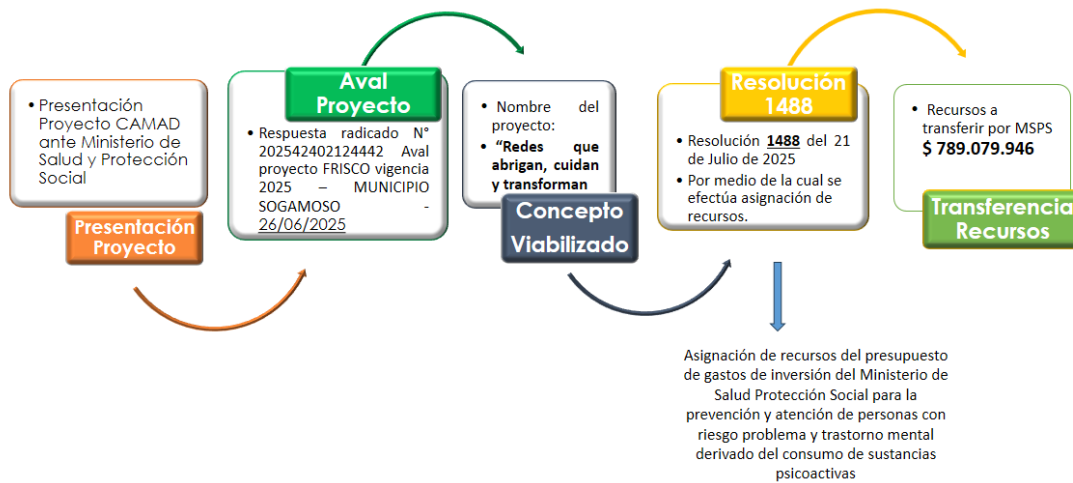 • Presentación
Proyecto CAMAD
ante Ministerio de
Salud y Protección
Social
Presentación
Proyecto
Aval
Proyecto
• Respuesta radicado N°
202542402124442 Aval
proyecto FRISCO vigencia
2025 – MUNICIPIO
SOGAMOSO -
26/06/2025
• Nombre del
proyecto:
• “Redes que
abrigan, cuidan
y transforman
Concepto
Viabilizado
Resolución
1488
• Resolución 1488 del 21
de Julio de 2025
• Por medio de la cual se
efectúa asignación de
recursos.
• Recursos a
transferir por MSPS
$ 789.079.946
Transferencia
Recursos
Asignación de recursos del presupuesto
de gastos de inversión del Ministerio de
Salud Protección Social para la
prevención y atención de personas con
riesgo problema y trastorno mental
derivado del consumo de sustancias
psicoactivas